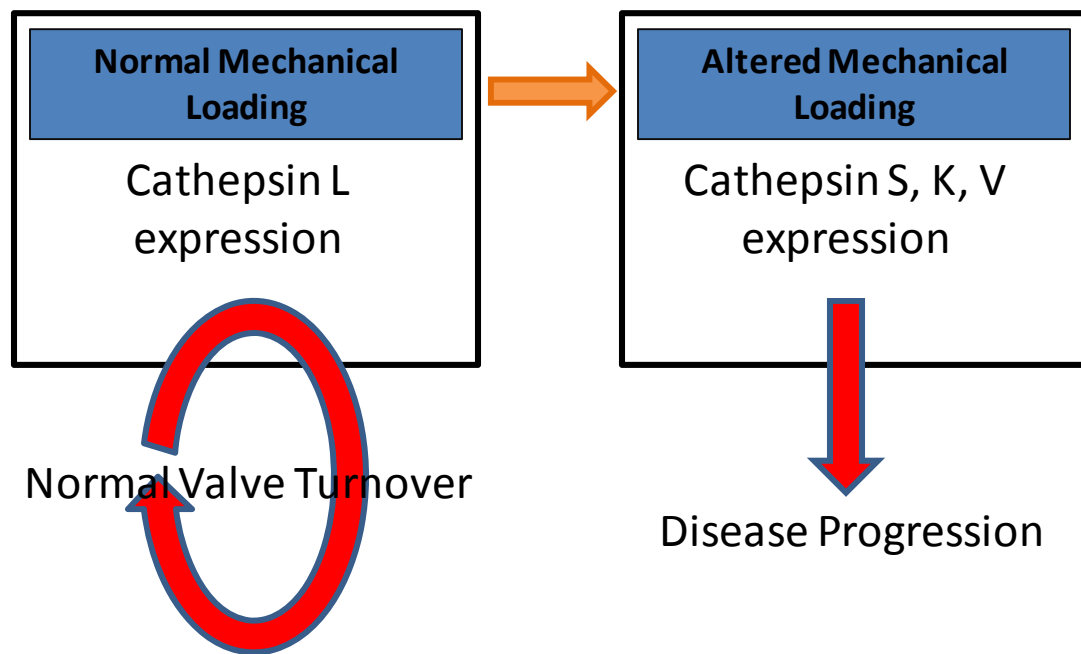 Normal Mechanical
Loading
Cathepsin L
expression
Normal Valve Turnover
Altered Mechanical
Loading
Cathepsin S, K, V
expression
Disease Progression